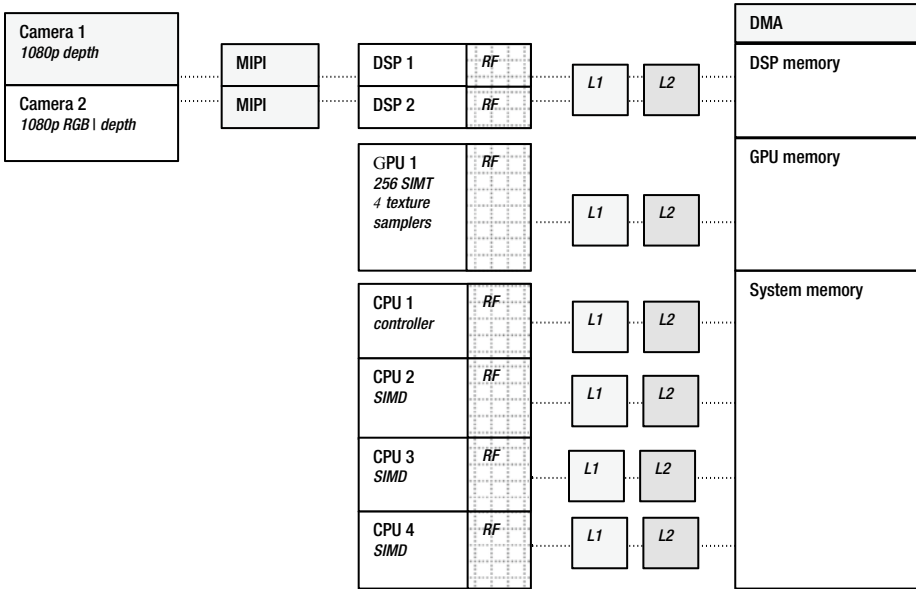 Camera 1
1080p depth
Camera 2
1080p RGB | depth
MIPI
MIPI
DSP 1
RF
DSP 2
RF
L1
L2
GPU 1
256 SIMT
4 texture
samplers
RF
L1
L2
CPU 1
controller
RF
L1
L2
CPU 2
SIMD
RF
L1
L2
CPU 3
SIMD
RF
L1
L2
CPU 4
SIMD
RF
L1
L2
DMA
DSP memory
GPU memory
System memory